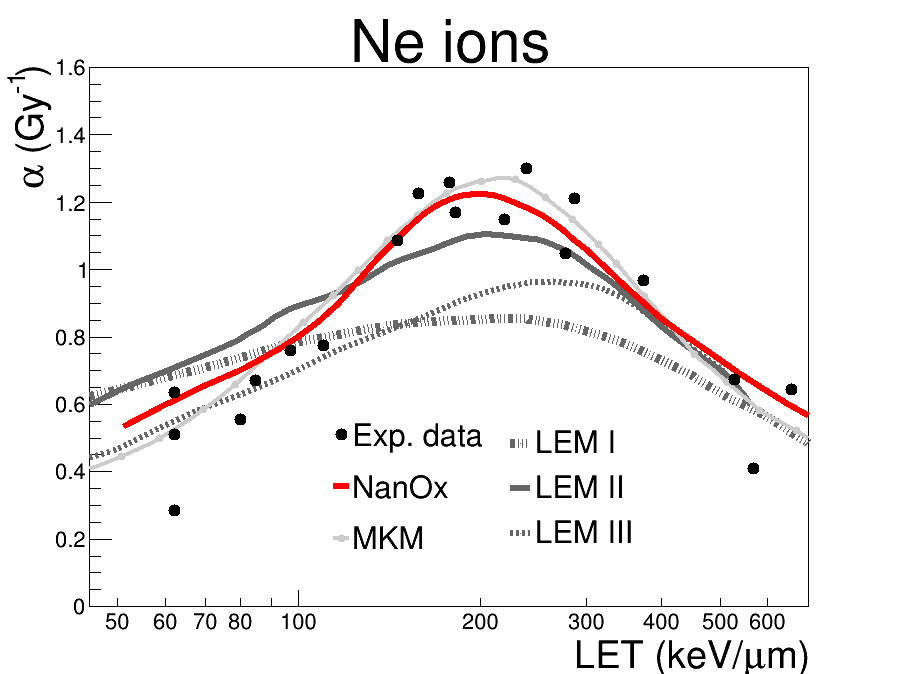 Ne ions
α (Gy-1)
1.6
1.4
1.2
1
0.8
0.6
0.4
0.2
0
Exp. data
NanOx
MKM
LEM I
LEM II
LEM III
50 60 70 80 100 200 300 400 500 600
LET (keV/μm)